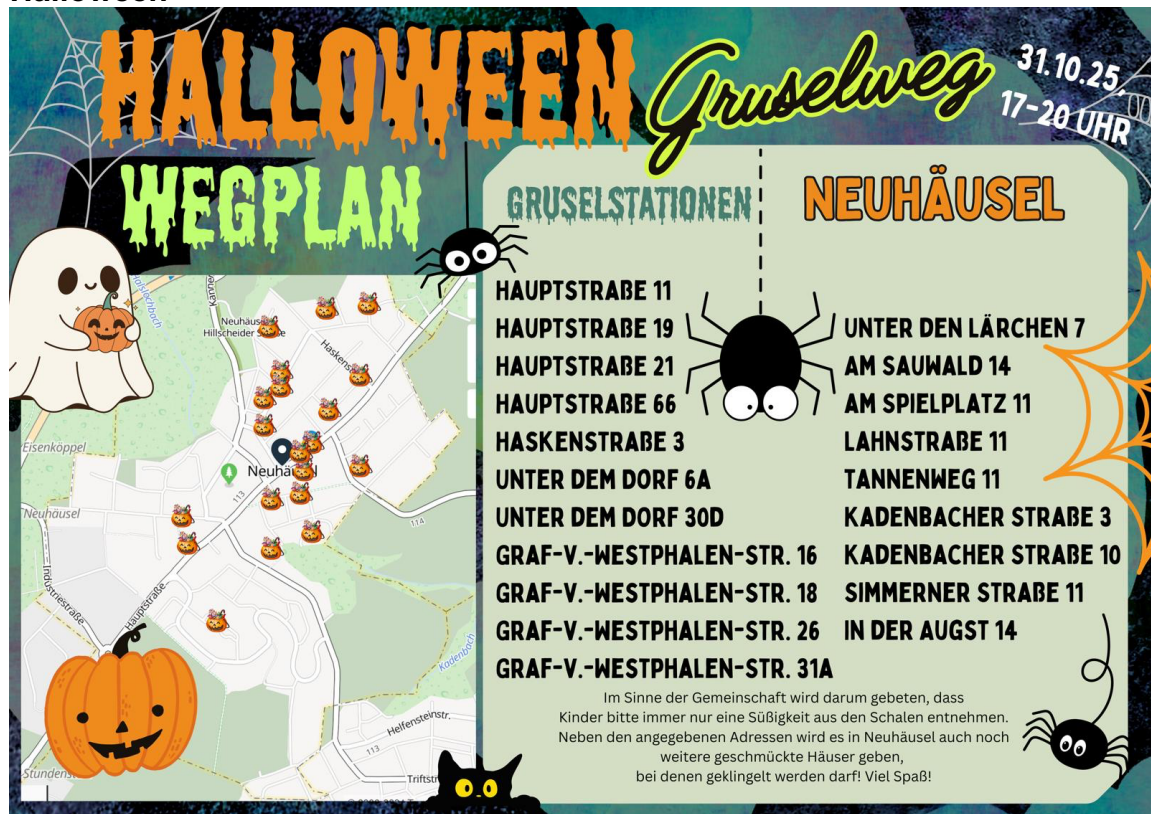 HALLOWEEN
Gruselweg
31.10.25,
17-20 UHR
WEGPLAN
GRUSELSTATIONEN
NEUHÄUSEL
HAUPTSTRAẞE 11
HAUPTSTRAẞE 19
HAUPTSTRAẞE 21
HAUPTSTRAẞE 66
HASKENSTRAẞE 3
UNTER DEM DORF 6A
UNTER DEM DORF 30D
GRAF-V.-WESTPHALEN-STR. 16
GRAF-V.-WESTPHALEN-STR. 18
GRAF-V.-WESTPHALEN-STR. 26
GRAF-V.-WESTPHALEN-STR. 31A
UNTER DEN LÄRCHEN 7
AM SAUWALD 14
AM SPIELPLATZ 11
LAHNSTRAẞE 11
TANNENWEG 11
KADENBACHER STRAẞE 3
KADENBACHER STRAẞE 10
SIMMERNER STRAẞE 11
IN DER AUGST 14
Im Sinne der Gemeinschaft wird darum gebeten, dass
Kinder bitte immer nur eine Süßigkeit aus den Schalen entnehmen.
Neben den angegebenen Adressen wird es in Neuhäusel auch noch
weitere geschmückte Häuser geben,
bei denen geklingelt werden darf! Viel Spaß!
Hillscheider
Eisenköppel
Neuhäusel
113
114
Industriestraße
Hauptstraße
Kadenbach
Helfensteinstr.
113